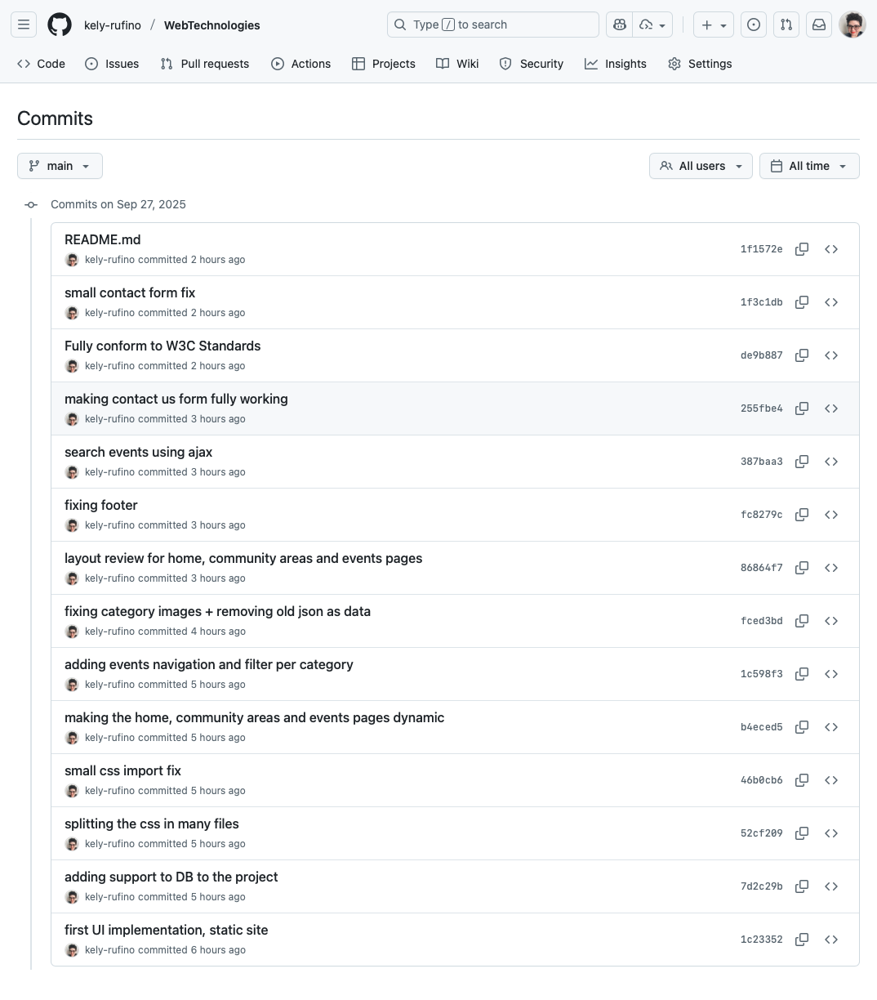 kely-rufino / WebTechnologies
Type / to search
Code Issues Pull requests Actions Projects Wiki Security Insights Settings
Commits
main All users All time
Commits on Sep 27, 2025
README.md
kely-rufino committed 2 hours ago
1f1572e
small contact form fix
kely-rufino committed 2 hours ago
1f3c1db
Fully conform to W3C Standards
kely-rufino committed 2 hours ago
de9b887
making contact us form fully working
kely-rufino committed 3 hours ago
255fbe4
search events using ajax
kely-rufino committed 3 hours ago
387baa3
fixing footer
kely-rufino committed 3 hours ago
fc8279c
layout review for home, community areas and events pages
kely-rufino committed 3 hours ago
86864f7
fixing category images + removing old json as data
kely-rufino committed 4 hours ago
fced3bd
adding events navigation and filter per category
kely-rufino committed 5 hours ago
1c598f3
making the home, community areas and events pages dynamic
kely-rufino committed 5 hours ago
b4eced5
small css import fix
kely-rufino committed 5 hours ago
46b0cb6
splitting the css in many files
kely-rufino committed 5 hours ago
52cf209
adding support to DB to the project
kely-rufino committed 5 hours ago
7d2c29b
first UI implementation, static site
kely-rufino committed 6 hours ago
1c23352